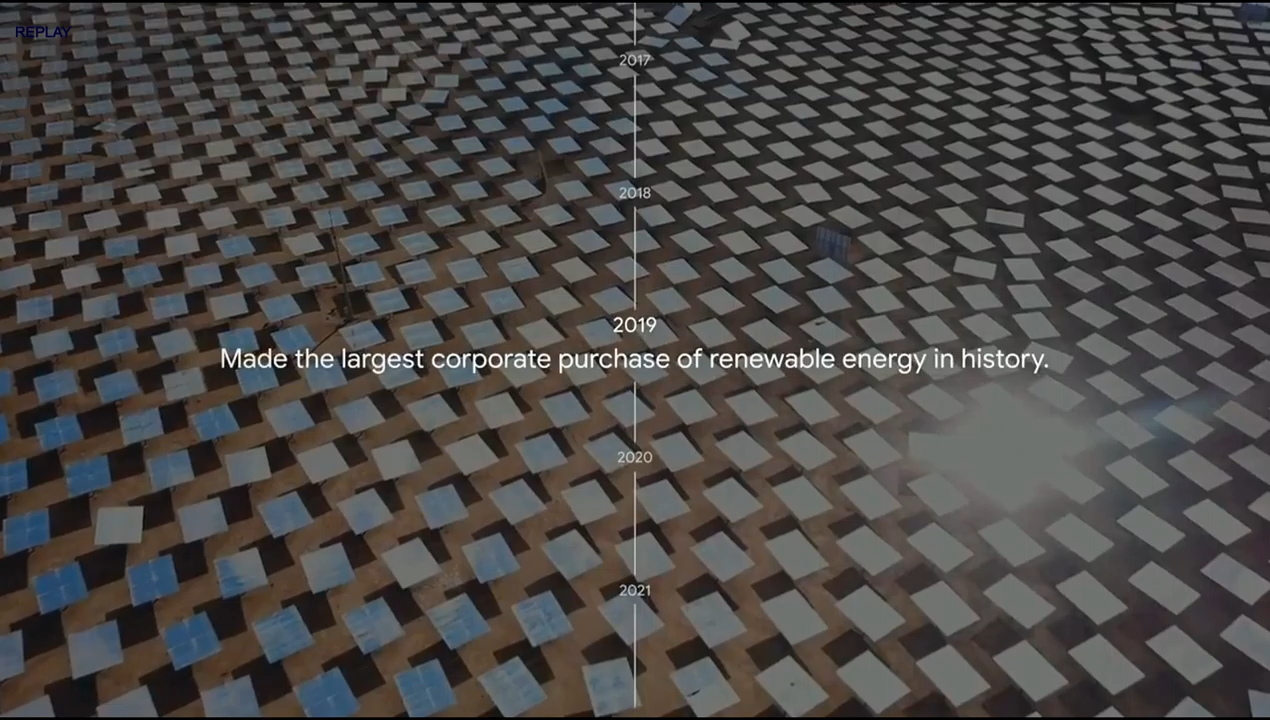 REPLAY
2017
2018
2019
Made the largest corporate purchase of renewable energy in history.
2020
2021